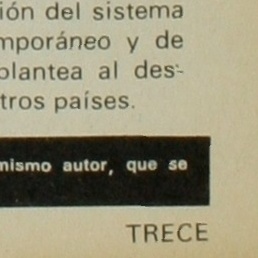 ión del sistema
mporáneo y de
plantea al des-
tros países.
mismo autor, que se
TRECE